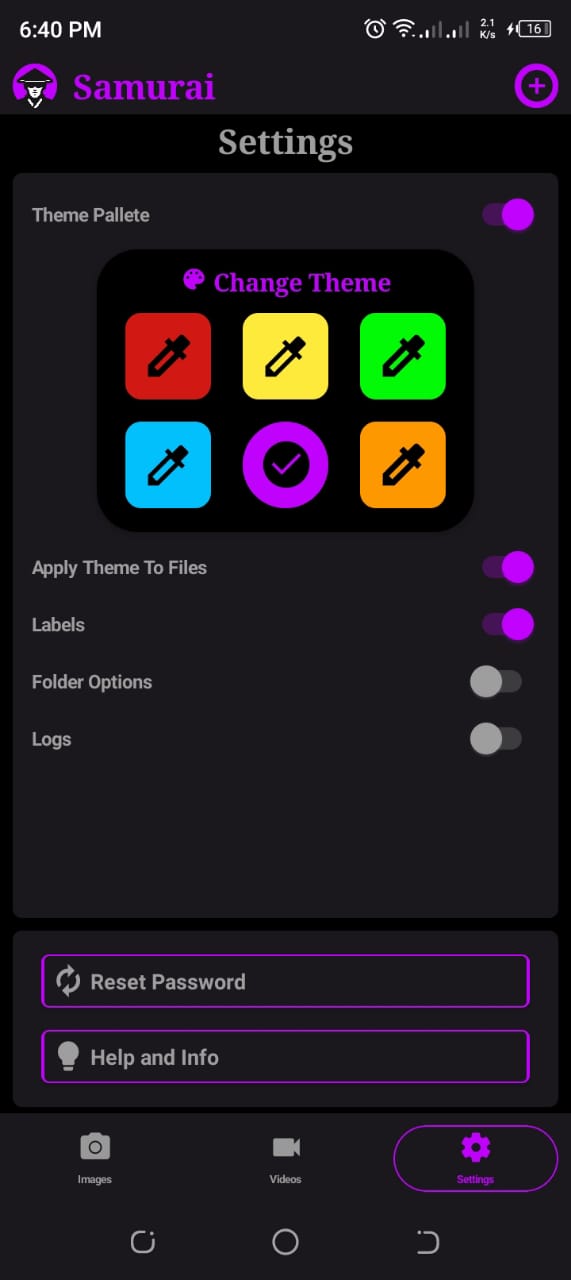 6:40 PM 2.1 K/s 16
Samurai
Settings
Theme Pallete
Change Theme
Apply Theme To Files
Labels
Folder Options
Logs
Reset Password
Help and Info
Images Videos Settings